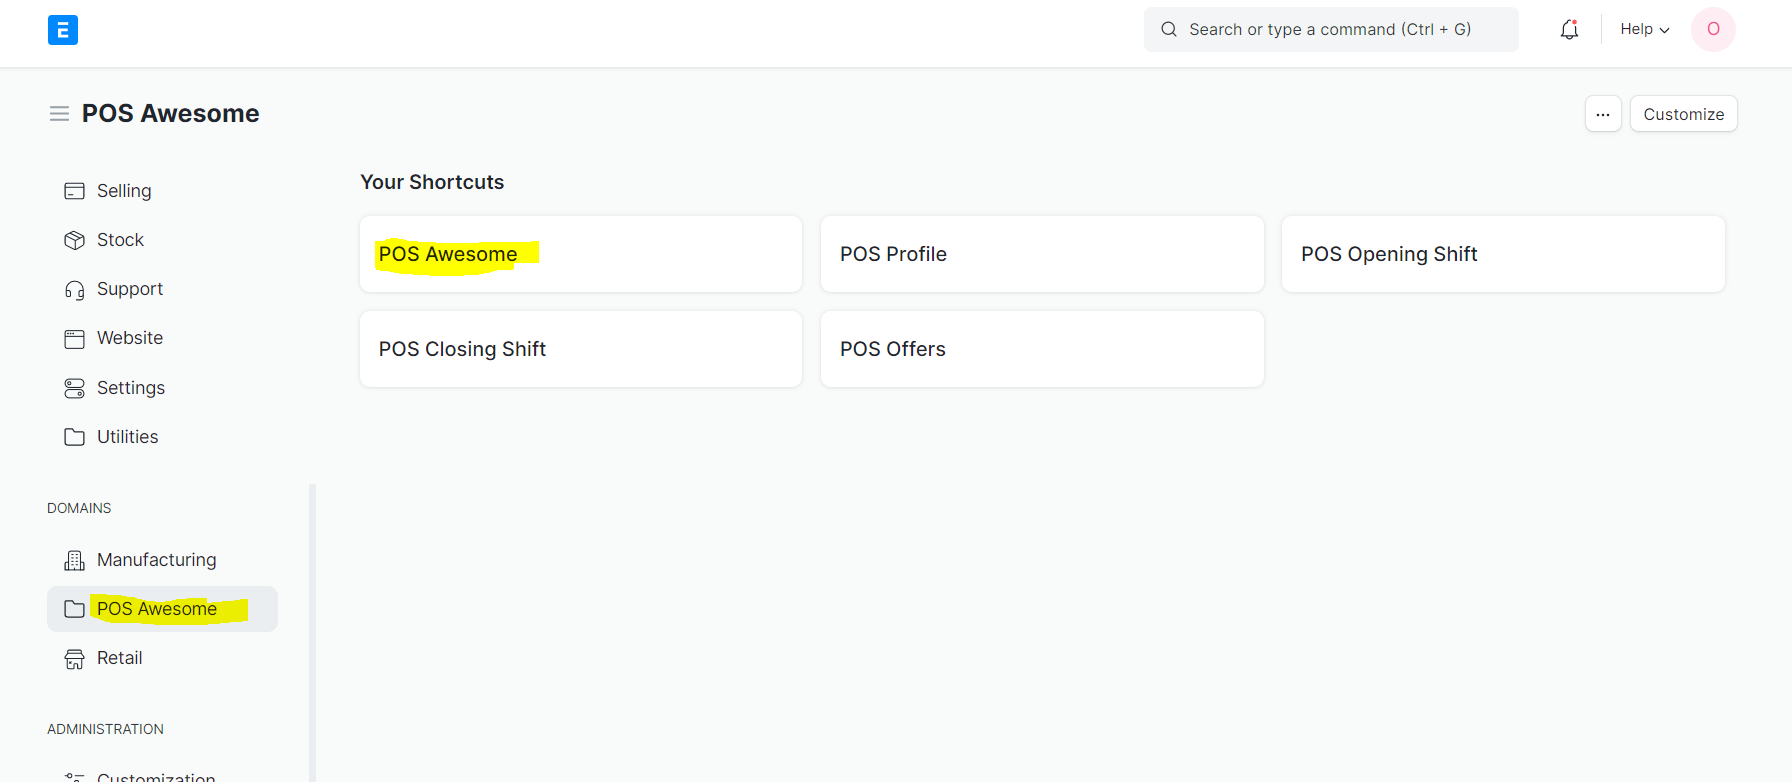 E
Search or type a command (Ctrl + G)
Help
O
POS Awesome
...
Customize
Selling
Stock
Support
Website
Settings
Utilities
DOMAINS
Manufacturing
POS Awesome
Retail
ADMINISTRATION
Customization
Your Shortcuts
POS Awesome
POS Profile
POS Opening Shift
POS Closing Shift
POS Offers